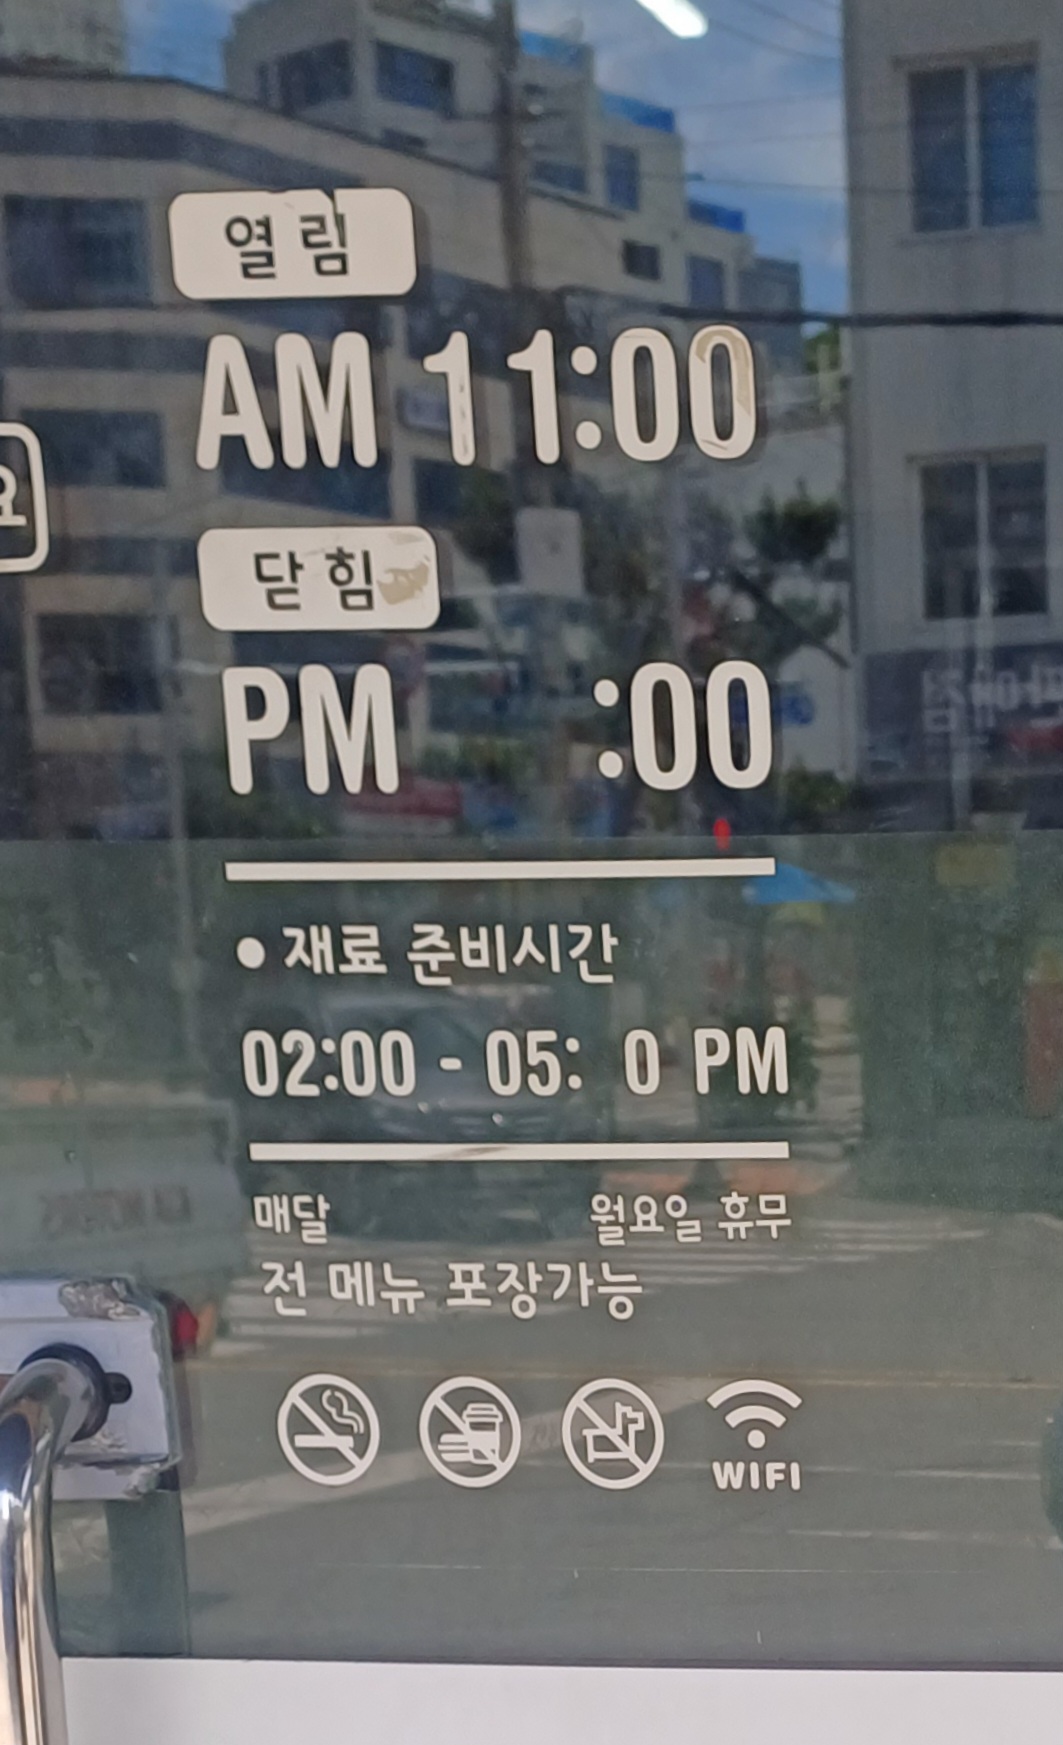 열림
AM 11:00
닫힘
PM :00
● 재료 준비시간
02:00 - 05: 0 PM
매달 월요일 휴무
전 메뉴 포장가능
WIFI
요